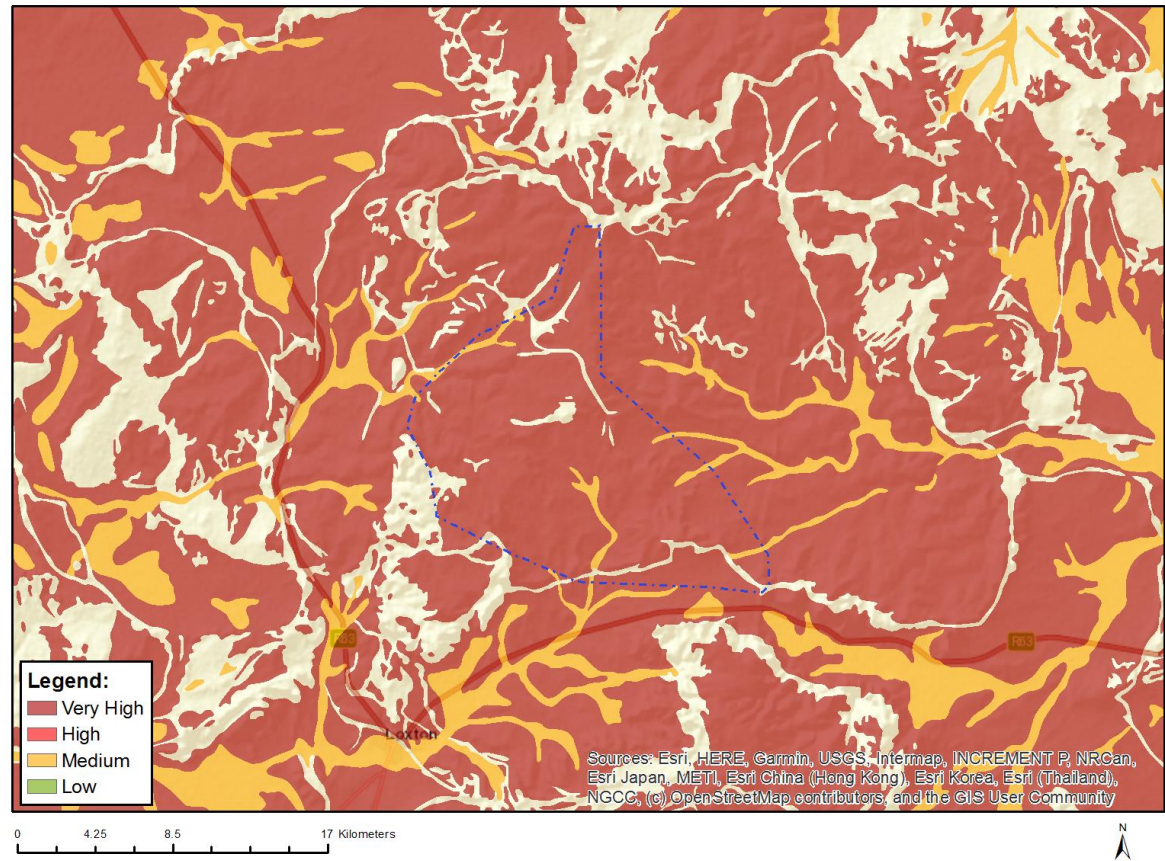 R63
R63
Loxton
Legend:
Very High
High
Medium
Low
Sources: Esri, HERE, Garmin, USGS, Intermap, INCREMENT P, NRCan,
Esri Japan, METI, Esri China (Hong Kong), Esri Korea, Esri (Thailand),
NGCC, (c) OpenStreetMap contributors, and the GIS User Community
0 4.25 8.5 17 Kilometers
N